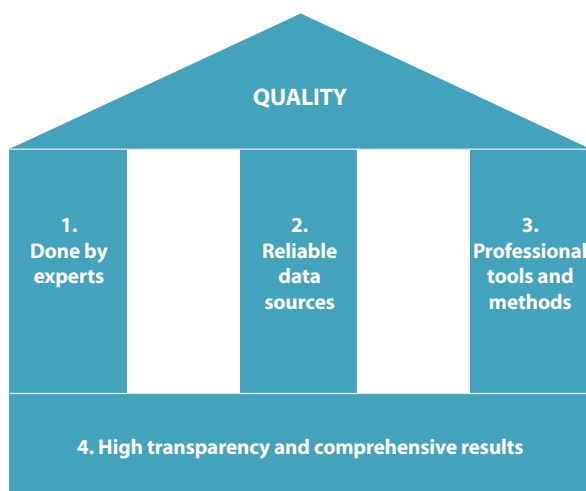 QUALITY
1.
Done by
experts
2.
Reliable
data
sources
3.
Professional
tools and
methods
4. High transparency and comprehensive results